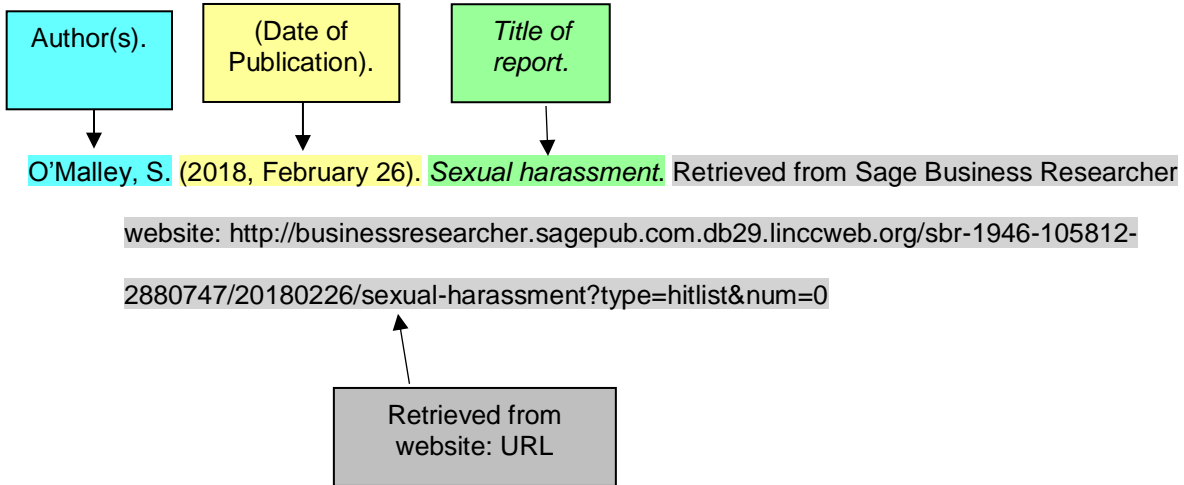 Author(s).
(Date of
Publication).
Title of
report.
O’Malley, S. (2018, February 26). Sexual harassment. Retrieved from Sage Business Researcher
website: http://businessresearcher.sagepub.com.db29.linccweb.org/sbr-1946-105812-
2880747/20180226/sexual-harassment?type=hitlist&num=0
Retrieved from
website: URL